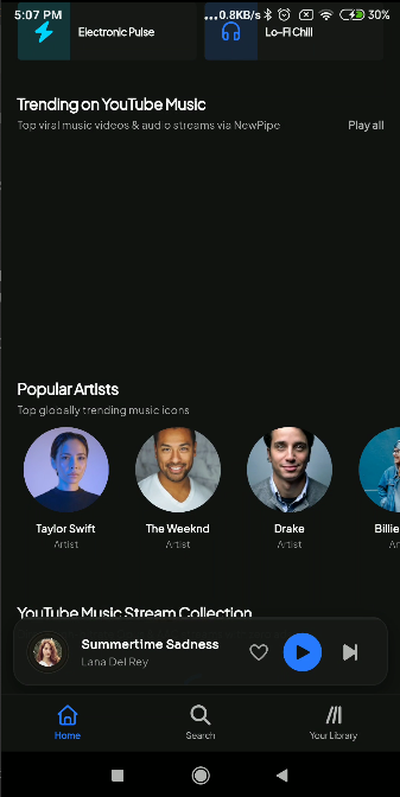 5:07 PM ...0.8KB/s 30%
Electronic Pulse
Lo-Fi Chill
Trending on YouTube Music
Top viral music videos & audio streams via NewPipe
Play all
Popular Artists
Top globally trending music icons
Taylor Swift
The Weeknd
Drake
Billie
Artist
Artist
Artist
Ar
YouTube Music Stream Collection
Summertime Sadness
Lana Del Rey
Home
Search
Your Library